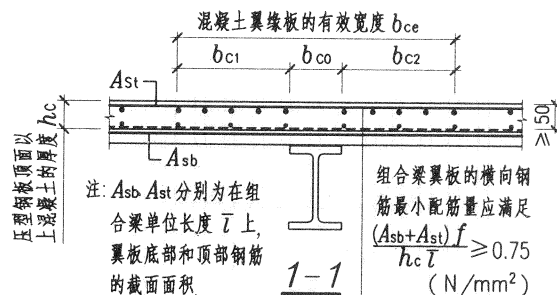 混凝土翼缘板的有效宽度 bce
bc1
bc0
bc2
Ast
压型钢板顶面以
上混凝土的厚度 hc
≥50
Asb
注: Asb、Ast 分别为在组
合梁单位长度 l̄ 上,
翼板底部和顶部钢筋
的截面面积
组合梁翼板的横向钢
筋最小配筋量应满足
(Asb+Ast) f
hc l̄
≥0.75
(N/mm²)
1-1